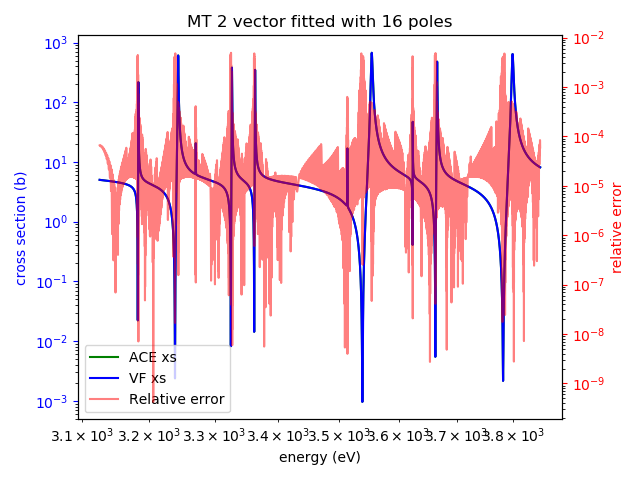 MT 2 vector fitted with 16 poles
10³
10²
10¹
10⁰
10⁻¹
10⁻²
10⁻³
cross section (b)
10⁻²
10⁻³
10⁻⁴
10⁻⁵
10⁻⁶
10⁻⁷
10⁻⁸
10⁻⁹
relative error
ACE xs
VF xs
Relative error
3.1 × 10³ 3.2 × 10³ 3.3 × 10³ 3.4 × 10³ 3.5 × 10³ 3.6 × 10³ 3.7 × 10³ 3.8 × 10³
energy (eV)